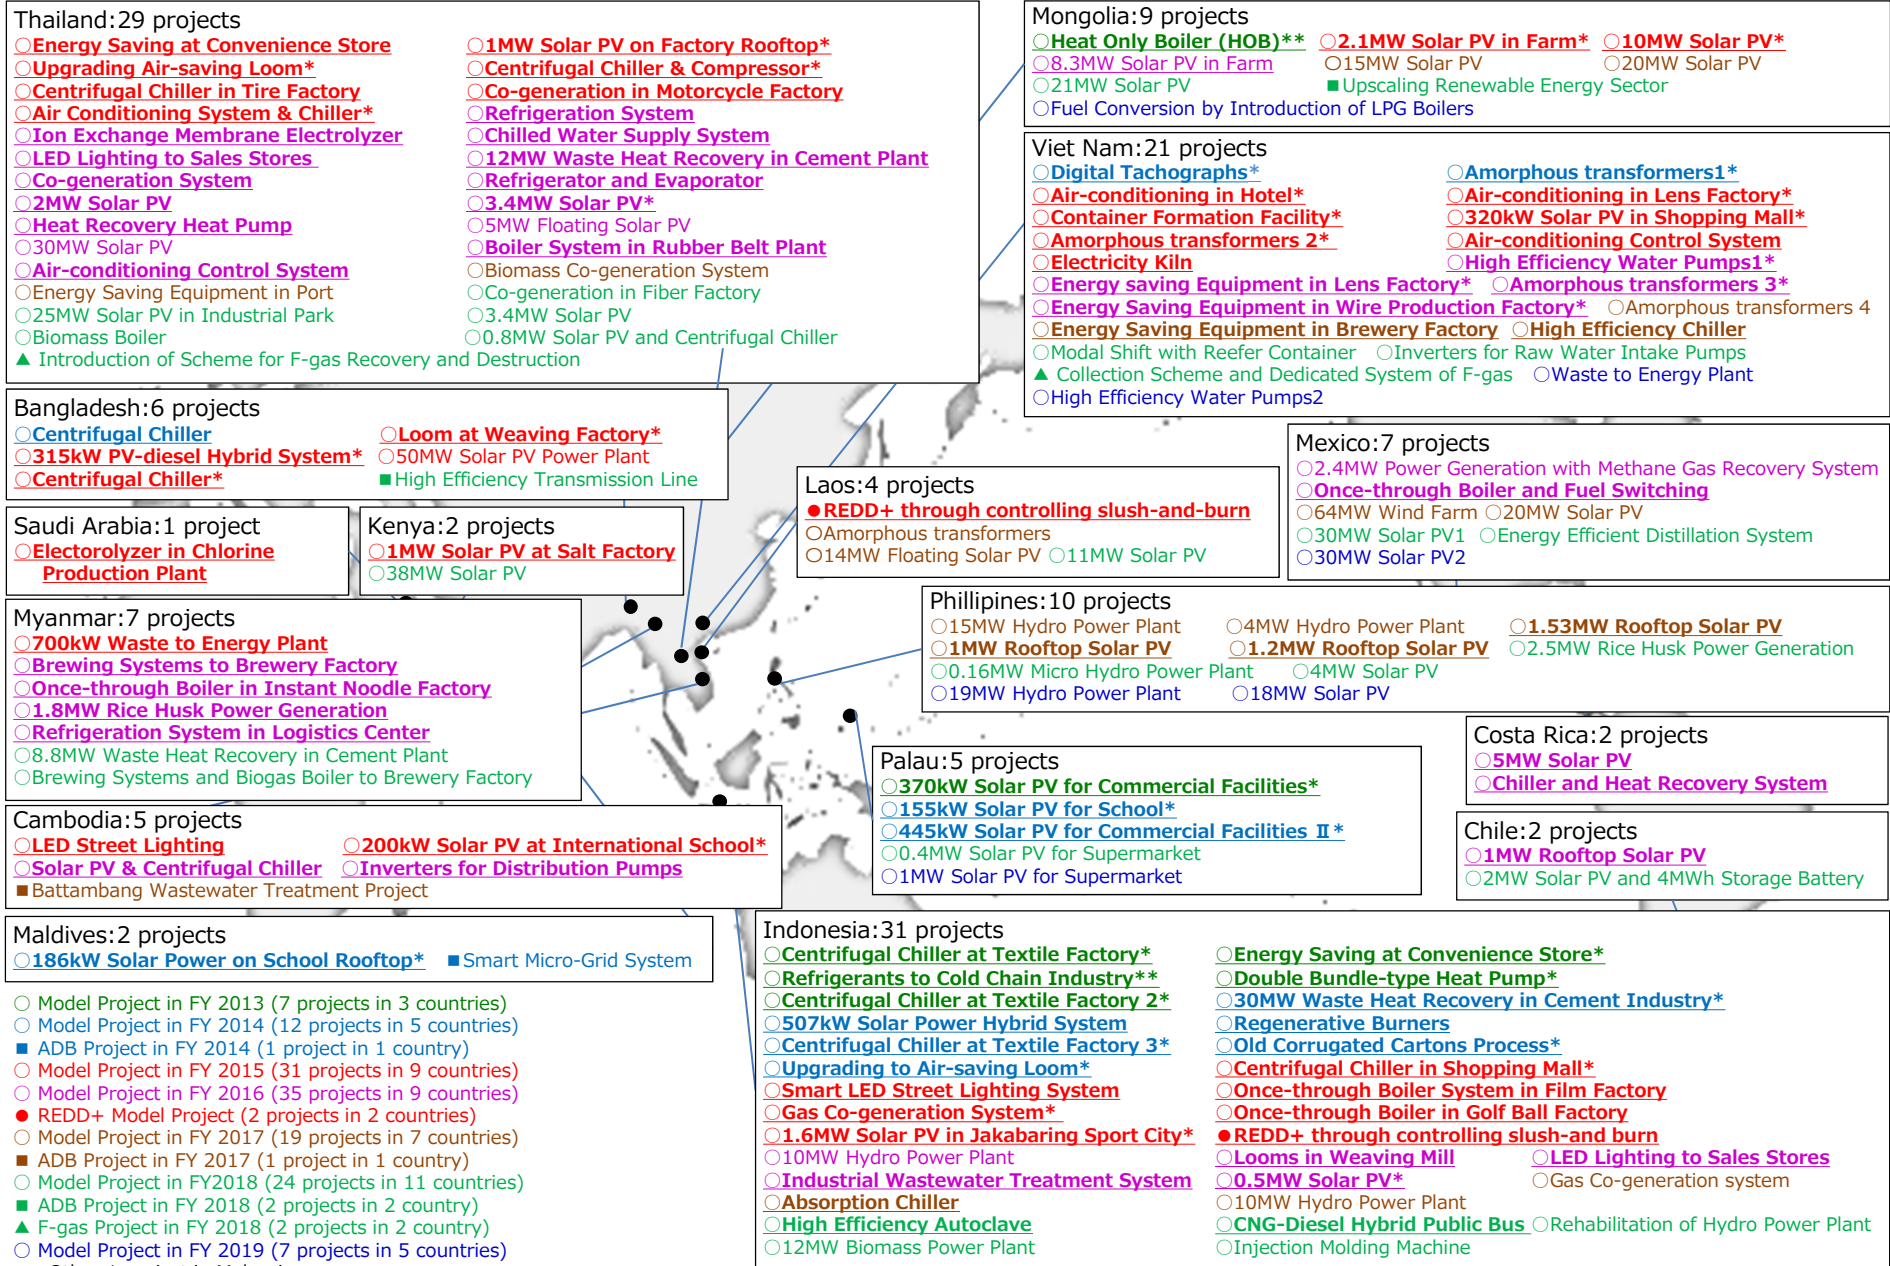 Thailand:29 projects
○Energy Saving at Convenience Store ○1MW Solar PV on Factory Rooftop*
○Upgrading Air-saving Loom* ○Centrifugal Chiller & Compressor*
○Centrifugal Chiller in Tire Factory ○Co-generation in Motorcycle Factory
○Air Conditioning System & Chiller* ○Refrigeration System
○Ion Exchange Membrane Electrolyzer ○Chilled Water Supply System
○LED Lighting to Sales Stores ○12MW Waste Heat Recovery in Cement Plant
○Co-generation System ○Refrigerator and Evaporator
○2MW Solar PV ○3.4MW Solar PV*
○Heat Recovery Heat Pump ○5MW Floating Solar PV
○30MW Solar PV ○Boiler System in Rubber Belt Plant
○Air-conditioning Control System ○Biomass Co-generation System
○Energy Saving Equipment in Port ○Co-generation in Fiber Factory
○25MW Solar PV in Industrial Park ○3.4MW Solar PV
○Biomass Boiler ○0.8MW Solar PV and Centrifugal Chiller
▲ Introduction of Scheme for F-gas Recovery and Destruction
Mongolia:9 projects
○Heat Only Boiler (HOB)** ○2.1MW Solar PV in Farm* ○10MW Solar PV*
○8.3MW Solar PV in Farm ○15MW Solar PV ○20MW Solar PV
○21MW Solar PV ■Upscaling Renewable Energy Sector
○Fuel Conversion by Introduction of LPG Boilers
Viet Nam:21 projects
○Digital Tachographs* ○Amorphous transformers1*
○Air-conditioning in Hotel* ○Air-conditioning in Lens Factory*
○Container Formation Facility* ○320kW Solar PV in Shopping Mall*
○Amorphous transformers 2* ○Air-conditioning Control System
○Electricity Kiln ○High Efficiency Water Pumps1*
○Energy saving Equipment in Lens Factory* ○Amorphous transformers 3*
○Energy Saving Equipment in Wire Production Factory* ○Amorphous transformers 4
○Energy Saving Equipment in Brewery Factory ○High Efficiency Chiller
○Modal Shift with Reefer Container ○Inverters for Raw Water Intake Pumps
▲ Collection Scheme and Dedicated System of F-gas ○Waste to Energy Plant
○High Efficiency Water Pumps2
Bangladesh:6 projects
○Centrifugal Chiller ○Loom at Weaving Factory*
○315kW PV-diesel Hybrid System* ○50MW Solar PV Power Plant
○Centrifugal Chiller* ■High Efficiency Transmission Line
Mexico:7 projects
○2.4MW Power Generation with Methane Gas Recovery System
○Once-through Boiler and Fuel Switching
○64MW Wind Farm ○20MW Solar PV
○30MW Solar PV1 ○Energy Efficient Distillation System
○30MW Solar PV2
Laos:4 projects
●REDD+ through controlling slush-and-burn
○Amorphous transformers
○14MW Floating Solar PV ○11MW Solar PV
Saudi Arabia:1 project
○Electorolyzer in Chlorine
Production Plant
Kenya:2 projects
○1MW Solar PV at Salt Factory
○38MW Solar PV
Phillipines:10 projects
○15MW Hydro Power Plant ○4MW Hydro Power Plant ○1.53MW Rooftop Solar PV
○1MW Rooftop Solar PV ○1.2MW Rooftop Solar PV ○2.5MW Rice Husk Power Generation
○0.16MW Micro Hydro Power Plant ○4MW Solar PV
○19MW Hydro Power Plant ○18MW Solar PV
Myanmar:7 projects
○700kW Waste to Energy Plant
○Brewing Systems to Brewery Factory
○Once-through Boiler in Instant Noodle Factory
○1.8MW Rice Husk Power Generation
○Refrigeration System in Logistics Center
○8.8MW Waste Heat Recovery in Cement Plant
○Brewing Systems and Biogas Boiler to Brewery Factory
Costa Rica:2 projects
○5MW Solar PV
○Chiller and Heat Recovery System
Palau:5 projects
○370kW Solar PV for Commercial Facilities*
○155kW Solar PV for School*
○445kW Solar PV for Commercial Facilities Ⅱ*
○0.4MW Solar PV for Supermarket
○1MW Solar PV for Supermarket
Cambodia:5 projects
○LED Street Lighting ○200kW Solar PV at International School*
○Solar PV & Centrifugal Chiller ○Inverters for Distribution Pumps
■Battambang Wastewater Treatment Project
Chile:2 projects
○1MW Rooftop Solar PV
○2MW Solar PV and 4MWh Storage Battery
Maldives:2 projects
○186kW Solar Power on School Rooftop* ■Smart Micro-Grid System
Indonesia:31 projects
○Centrifugal Chiller at Textile Factory* ○Energy Saving at Convenience Store*
○Refrigerants to Cold Chain Industry** ○Double Bundle-type Heat Pump*
○Centrifugal Chiller at Textile Factory 2* ○30MW Waste Heat Recovery in Cement Industry*
○507kW Solar Power Hybrid System ○Regenerative Burners
○Centrifugal Chiller at Textile Factory 3* ○Old Corrugated Cartons Process*
○Upgrading to Air-saving Loom* ○Centrifugal Chiller in Shopping Mall*
○Smart LED Street Lighting System ○Once-through Boiler System in Film Factory
○Gas Co-generation System* ○Once-through Boiler in Golf Ball Factory
○1.6MW Solar PV in Jakabaring Sport City* ●REDD+ through controlling slush-and burn
○10MW Hydro Power Plant ○Looms in Weaving Mill ○LED Lighting to Sales Stores
○Industrial Wastewater Treatment System ○0.5MW Solar PV* ○Gas Co-generation system
○Absorption Chiller ○10MW Hydro Power Plant
○High Efficiency Autoclave ○CNG-Diesel Hybrid Public Bus ○Rehabilitation of Hydro Power Plant
○12MW Biomass Power Plant ○Injection Molding Machine
○ Model Project in FY 2013 (7 projects in 3 countries)
○ Model Project in FY 2014 (12 projects in 5 countries)
■ ADB Project in FY 2014 (1 project in 1 country)
○ Model Project in FY 2015 (31 projects in 9 countries)
○ Model Project in FY 2016 (35 projects in 9 countries)
● REDD+ Model Project (2 projects in 2 countries)
○ Model Project in FY 2017 (19 projects in 7 countries)
■ ADB Project in FY 2017 (1 project in 1 country)
○ Model Project in FY2018 (24 projects in 11 countries)
■ ADB Project in FY 2018 (2 projects in 2 country)
▲ F-gas Project in FY 2018 (2 projects in 2 country)
○ Model Project in FY 2019 (7 projects in 5 countries)